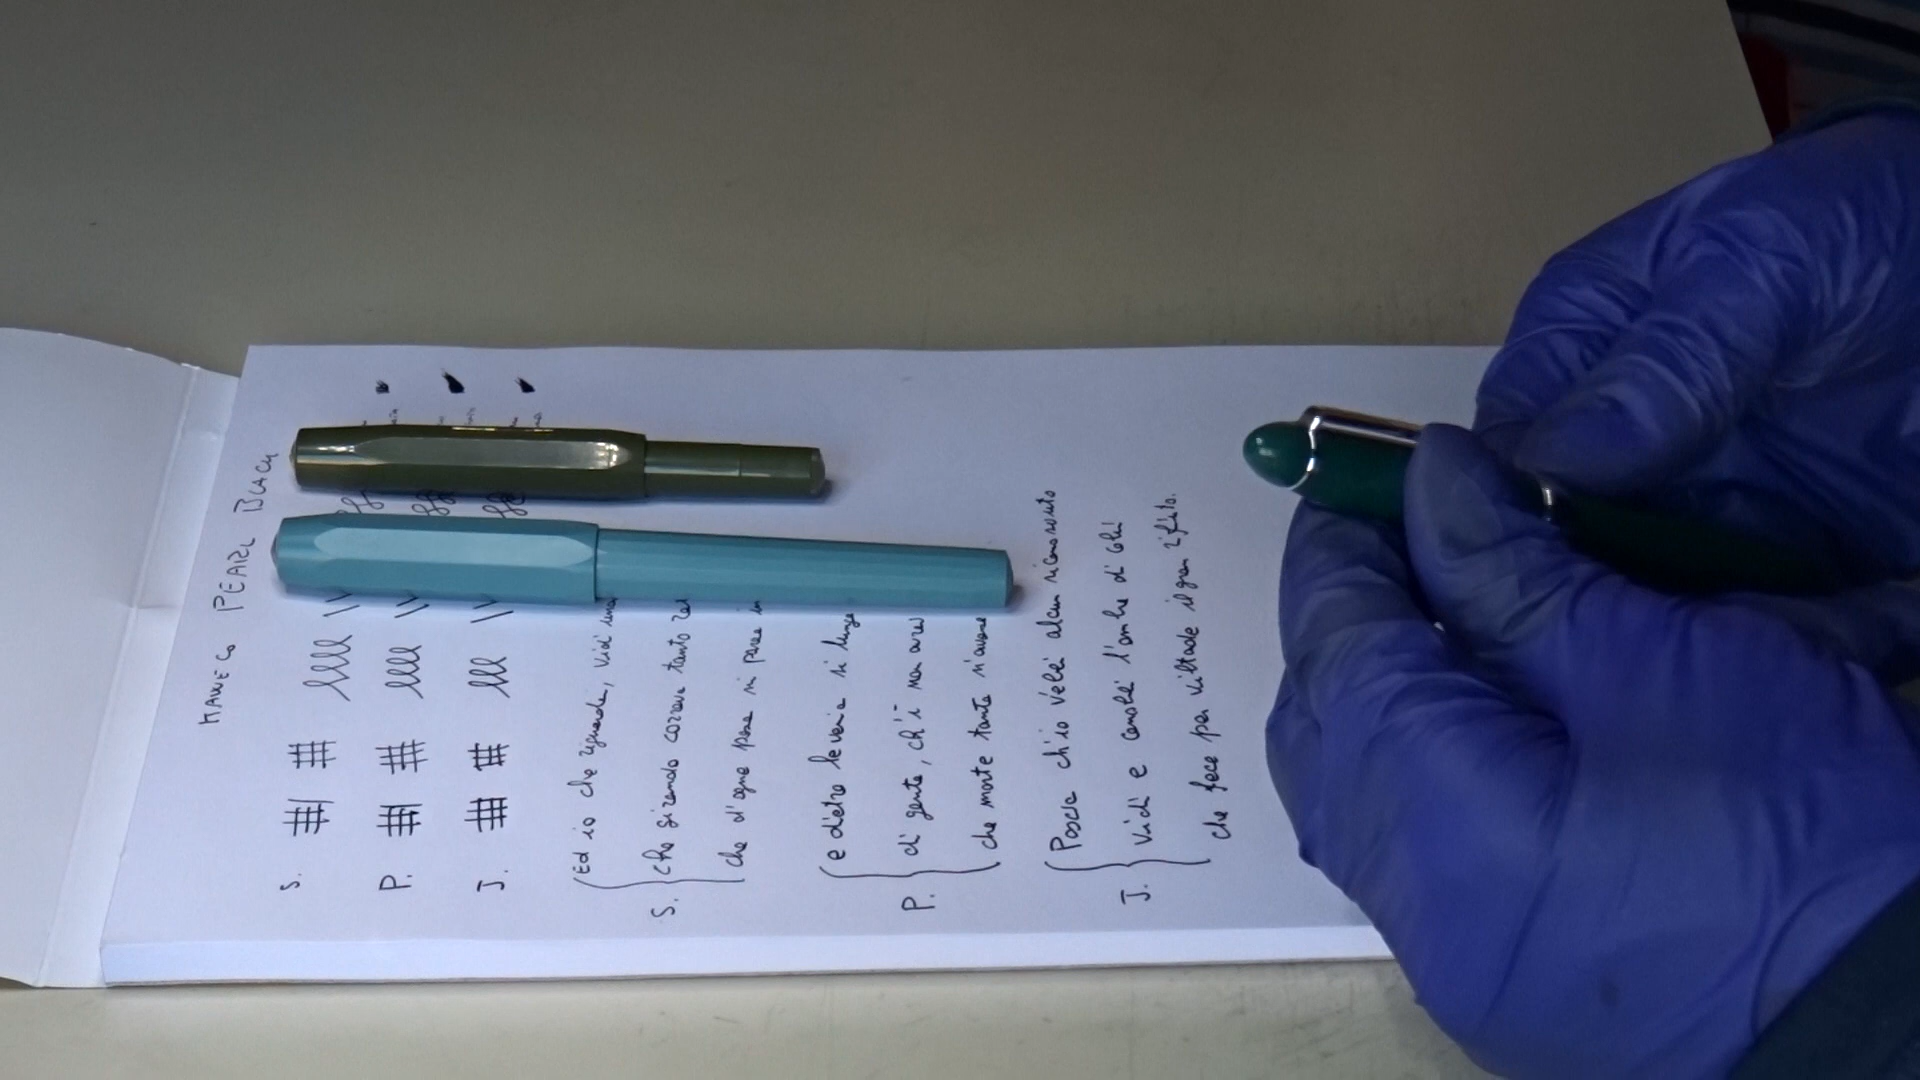 KAWECO PEARL BLACK
S.
P.
J.
Ed io che riguardai, vidi
che girando correva tanto
che d'ogne posa mi parea in
S.
e dietro le venìa sì lunga
di gente, ch'i' non avrei
che morte tanta n'avesse
P.
Poscia ch'io v'ebbi alcun riconosciuto
vidi e conobbi l'ombra di colui
che fece per viltade il gran rifiuto.
J.